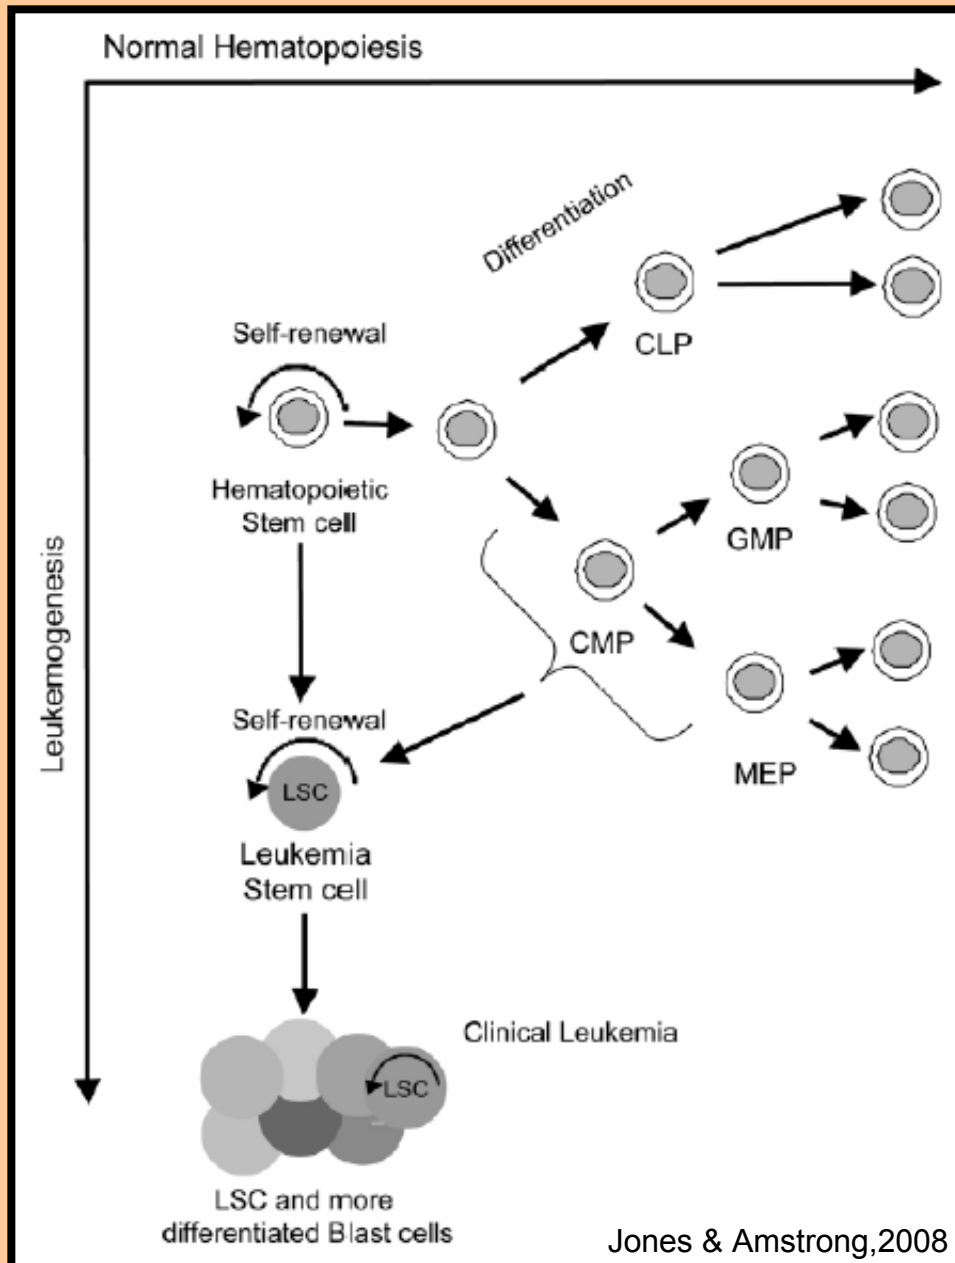 Normal Hematopoiesis
Leukemogenesis
Differentiation
Self-renewal
CLP
Hematopoietic
Stem cell
GMP
CMP
MEP
Self-renewal
LSC
Leukemia
Stem cell
Clinical Leukemia
LSC
LSC and more
differentiated Blast cells
Jones & Amstrong,2008